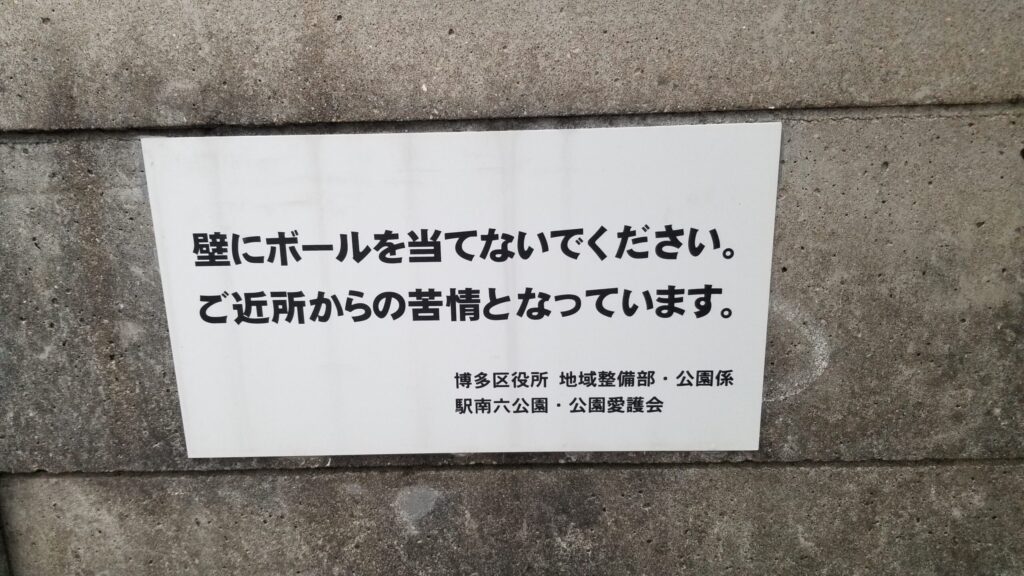 壁にボールを当てないでください。
ご近所からの苦情となっています。
博多区役所 地域整備部・公園係
駅南六公園・公園愛護会